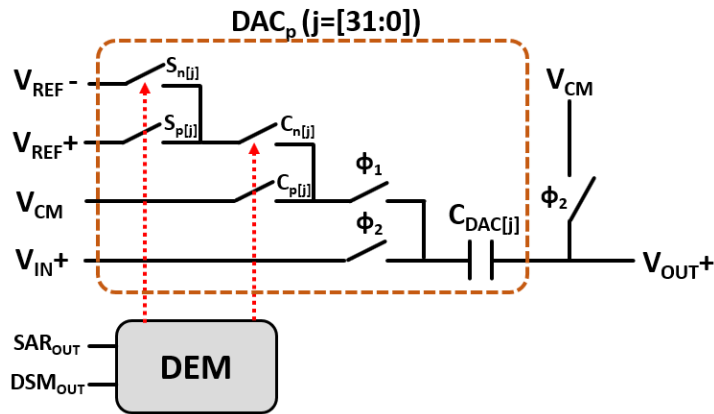 DACp (j=[31:0])
VREF -
Sn[j]
VREF+
Sp[j]
Cn[j]
VCM
Cp[j]
Φ1
VCM
Φ2
VIN+
Φ2
CDAC[j]
VOUT+
SAROUT
DSMOUT
DEM